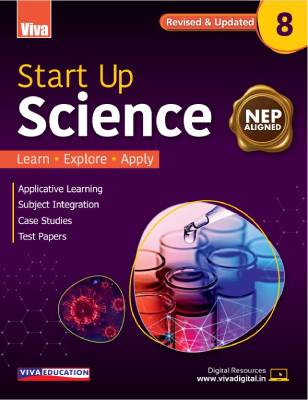 Viva
Revised & Updated
8
Start Up
Science
NEP
ALIGNED
Learn • Explore • Apply
Applicative Learning
Subject Integration
Case Studies
Test Papers
VIVA EDUCATION
Digital Resources
www.vivadigital.in